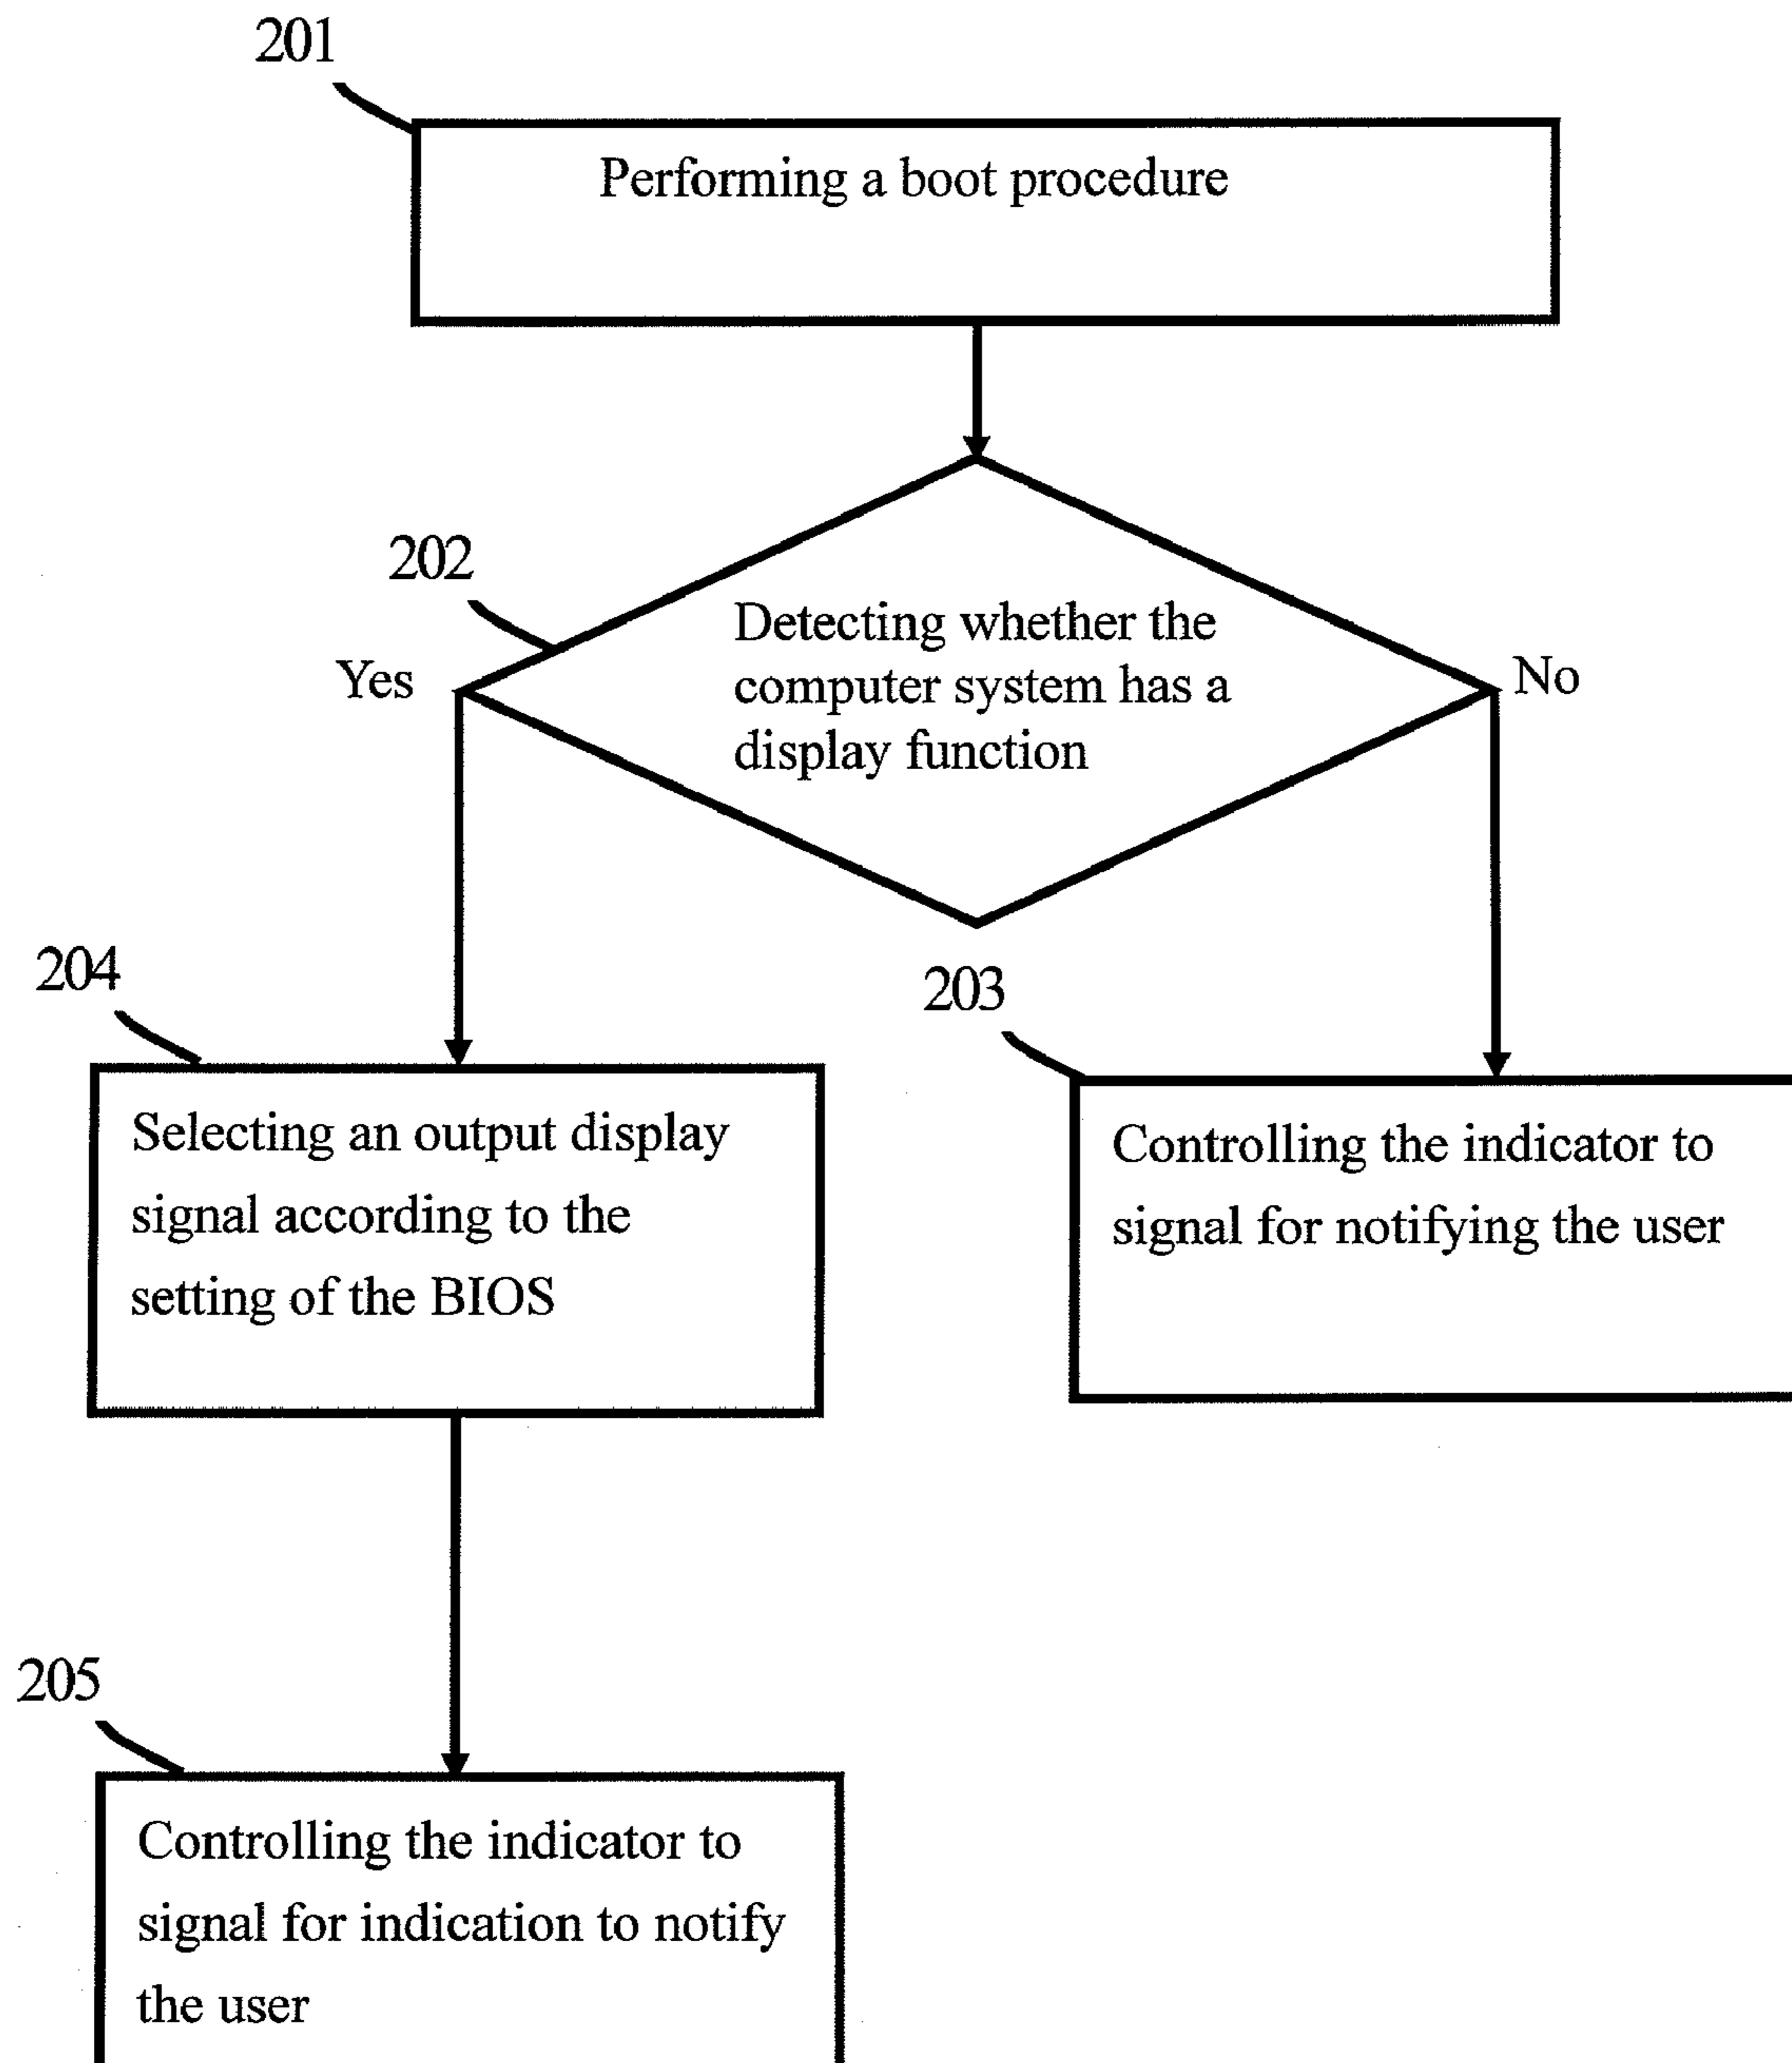 201
Performing a boot procedure
202
Detecting whether the
computer system has a
display function
Yes
No
204
203
Selecting an output display
signal according to the
setting of the BIOS
Controlling the indicator to
signal for notifying the user
205
Controlling the indicator to
signal for indication to notify
the user